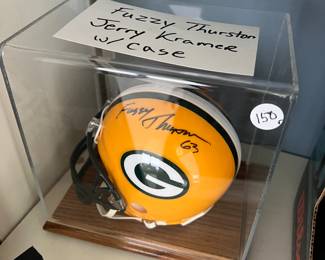 Fuzzy Thurston
Jerry Kramer
w/ case
Fuzzy
Thurston
63
G
150